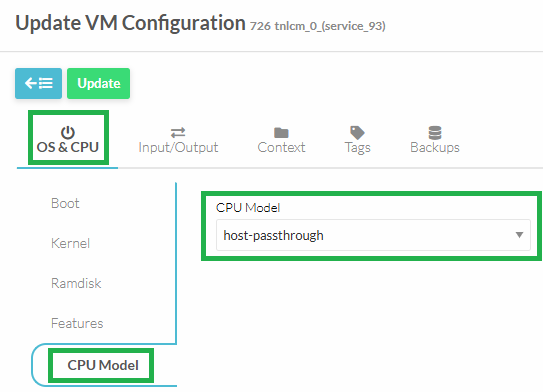 Update VM Configuration 726 tnlcm_0_(service_93)
Update
OS & CPU Input/Output Context Tags Backups
Boot
CPU Model
host-passthrough
Kernel
Ramdisk
Features
CPU Model